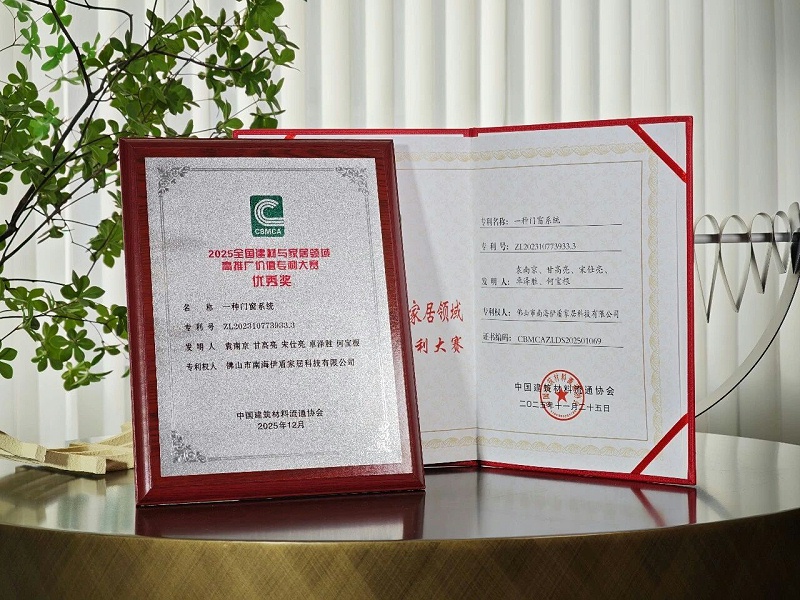 CSMCA
2025全国建材与家居领域
高推广价值专利大赛
优秀奖
名 称 一种门窗系统
专 利 号 ZL202310773933.3
发 明 人 袁南京 甘高亮 宋仕亮 卓泽胜 何宝根
专利权人 佛山市南海伊盾家居科技有限公司
中国建筑材料流通协会
2025年12月
家居领域
利大赛
专利名称: 一种门窗系统
专 利 号: ZL202310773933.3
发 明 人: 袁南京、甘高亮、宋仕亮、
卓泽胜、何宝根
专利权人: 佛山市南海伊盾家居科技有限公司
证书编码: CBMCAZLDS202501069
中国建筑材料流通协会
二〇二五年十一月二十五日